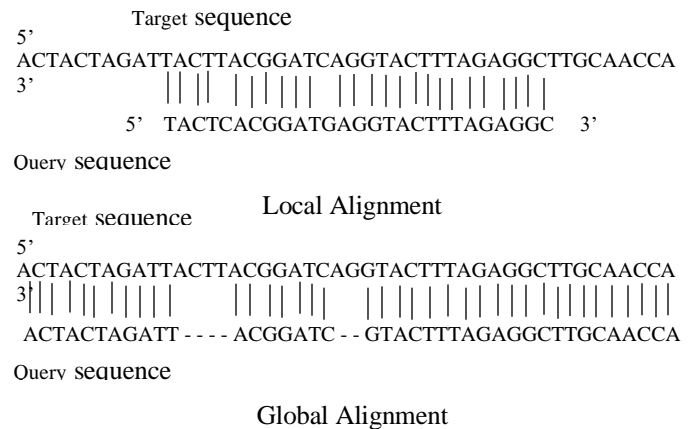 Target sequence
5’
ACTACTAGATTACTTACGGATCAGGTACTTTAGAGGCTTGCAACCA
3’
5’ TACTCACGGATGAGGTACTTTAGAGGC 3’
Query sequence
Local Alignment
Target sequence
5’
ACTACTAGATTACTTACGGATCAGGTACTTTAGAGGCTTGCAACCA
3’
ACTACTAGATT - - - - ACGGATC - - GTACTTTAGAGGCTTGCAACCA
Query sequence
Global Alignment